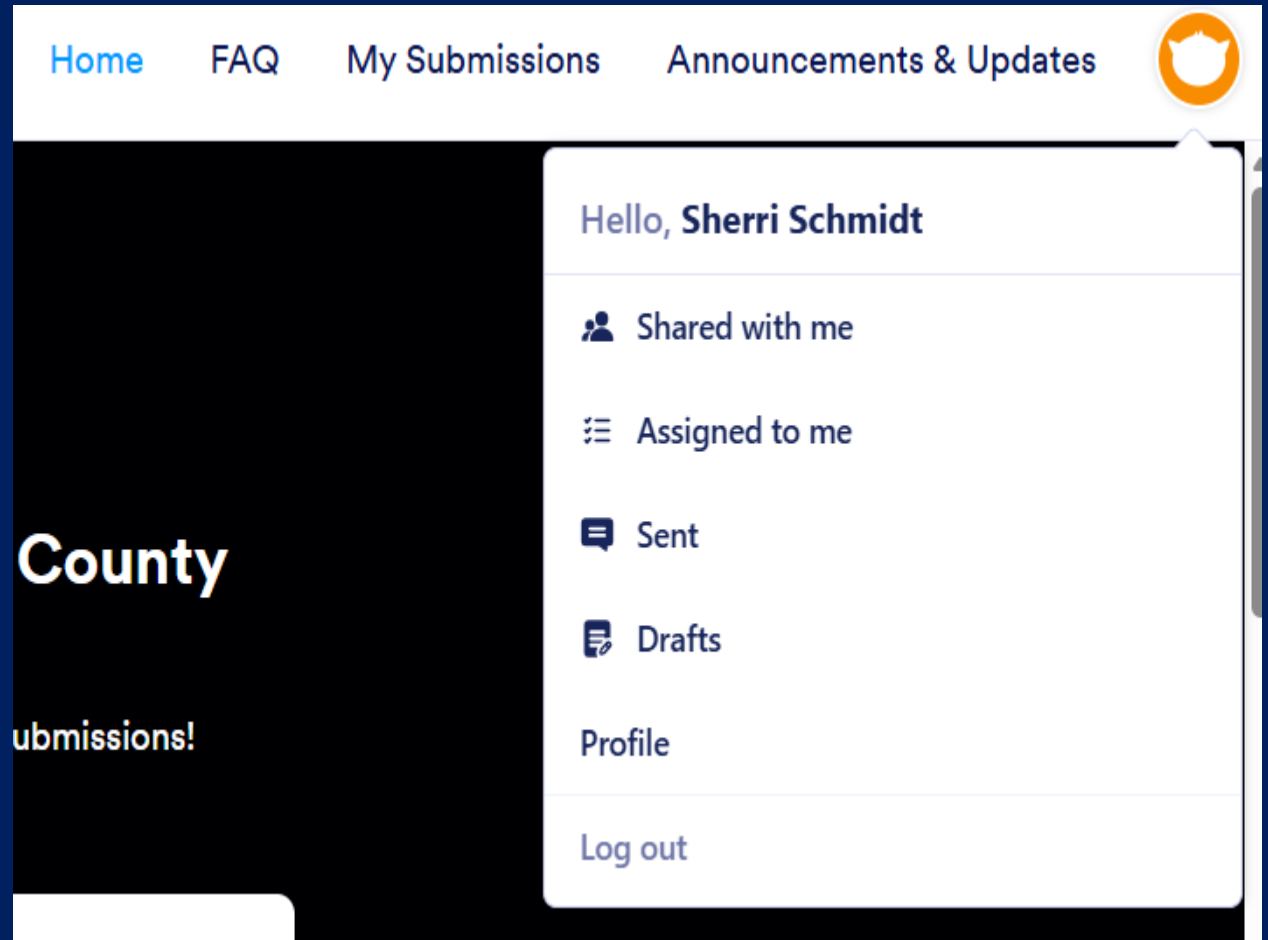 Home FAQ My Submissions Announcements & Updates
Hello, Sherri Schmidt
Shared with me
Assigned to me
Sent
Drafts
Profile
Log out
County
ubmissions!